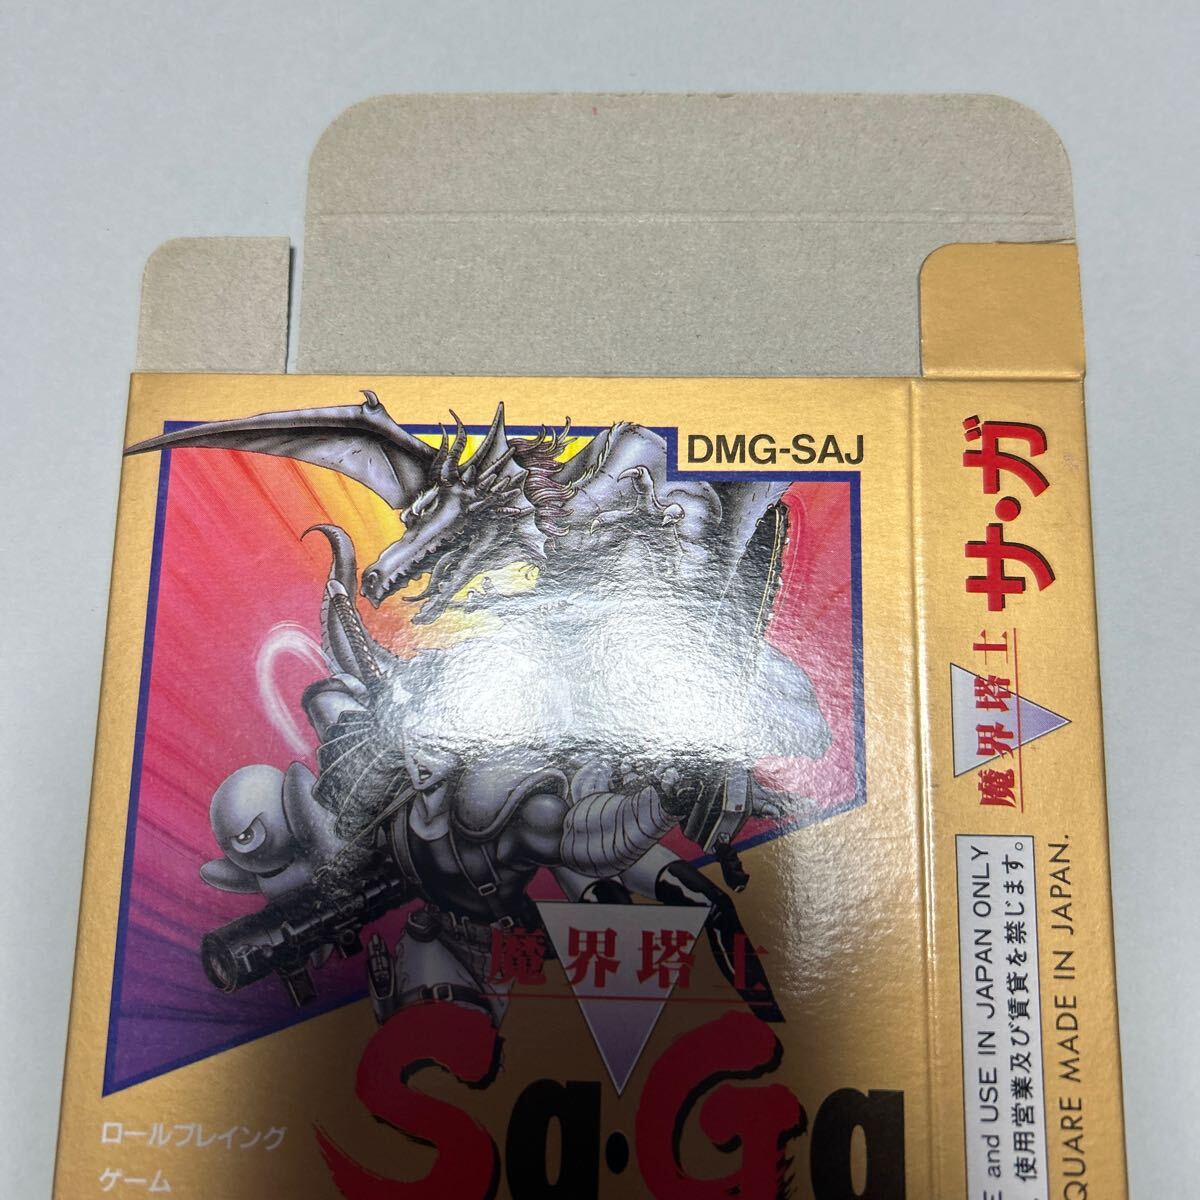 DMG-SAJ
魔界塔士
Sa・Ga
ロールプレイング
ゲーム
魔界塔士 サ・ガ
and USE IN JAPAN ONLY
使用営業及び賃貸を禁じます。
MADE IN JAPAN.